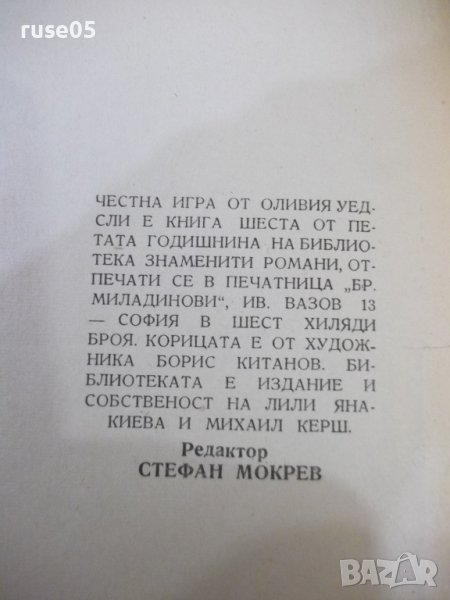 ruse05
ЧЕСТНА ИГРА ОТ ОЛИВИЯ УЕД-
СЛИ Е КНИГА ШЕСТА ОТ ПЕ-
ТАТА ГОДИШНИНА НА БИБЛИО-
ТЕКА ЗНАМЕНИТИ РОМАНИ, ОТ-
ПЕЧАТИ СЕ В ПЕЧАТНИЦА „БР.
МИЛАДИНОВИ", ИВ. ВАЗОВ 13
— СОФИЯ В ШЕСТ ХИЛЯДИ
БРОЯ. КОРИЦАТА Е ОТ ХУДОЖ-
НИКА БОРИС КИТАНОВ. БИ-
БЛИОТЕКАТА Е ИЗДАНИЕ И
СОБСТВЕНОСТ НА ЛИЛИ ЯНА-
КИЕВА И МИХАИЛ КЕРШ.
Редактор
СТЕФАН МОКРЕВ
BAZAR